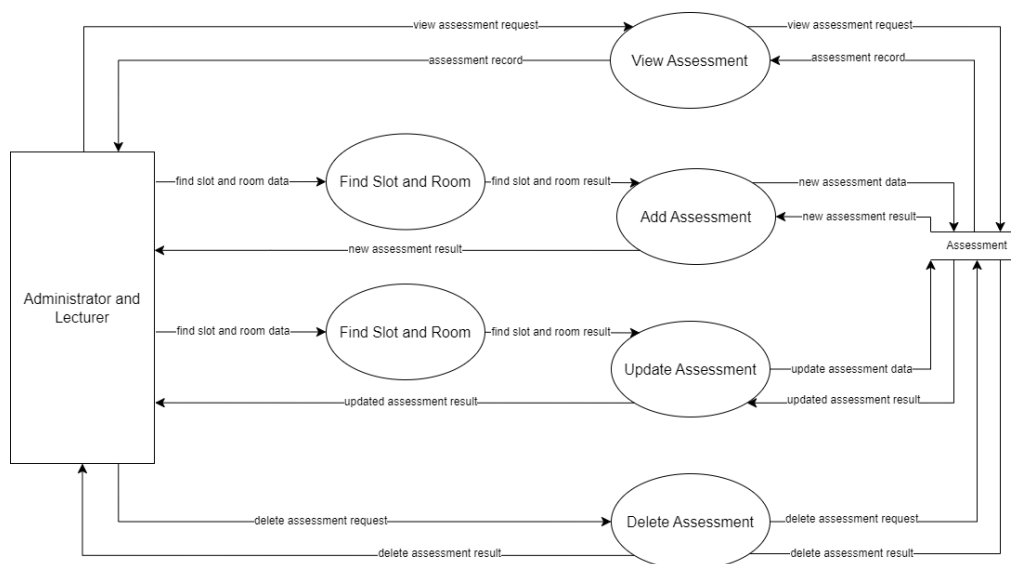 view assessment request
view assessment request
assessment record
View Assessment
assessment record
find slot and room data
Find Slot and Room
find slot and room result
Add Assessment
new assessment data
new assessment result
new assessment result
Assessment
Administrator and
Lecturer
find slot and room data
Find Slot and Room
find slot and room result
Update Assessment
update assessment data
updated assessment result
updated assessment result
delete assessment request
Delete Assessment
delete assessment request
delete assessment result
delete assessment result